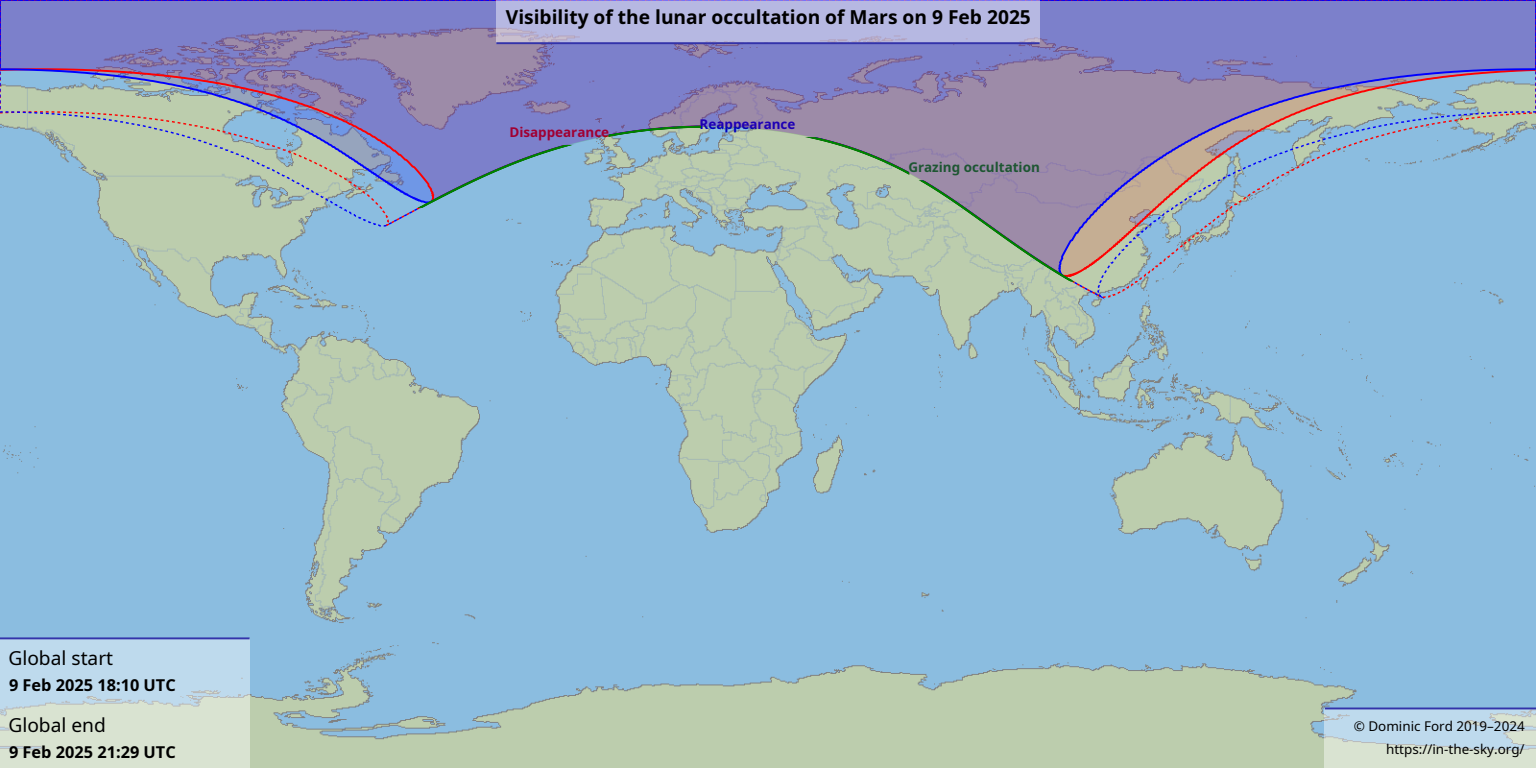 Visibility of the lunar occultation of Mars on 9 Feb 2025
Disappearance
Reappearance
Grazing occultation
Global start
9 Feb 2025 18:10 UTC
Global end
9 Feb 2025 21:29 UTC
© Dominic Ford 2019–2024
https://in-the-sky.org/